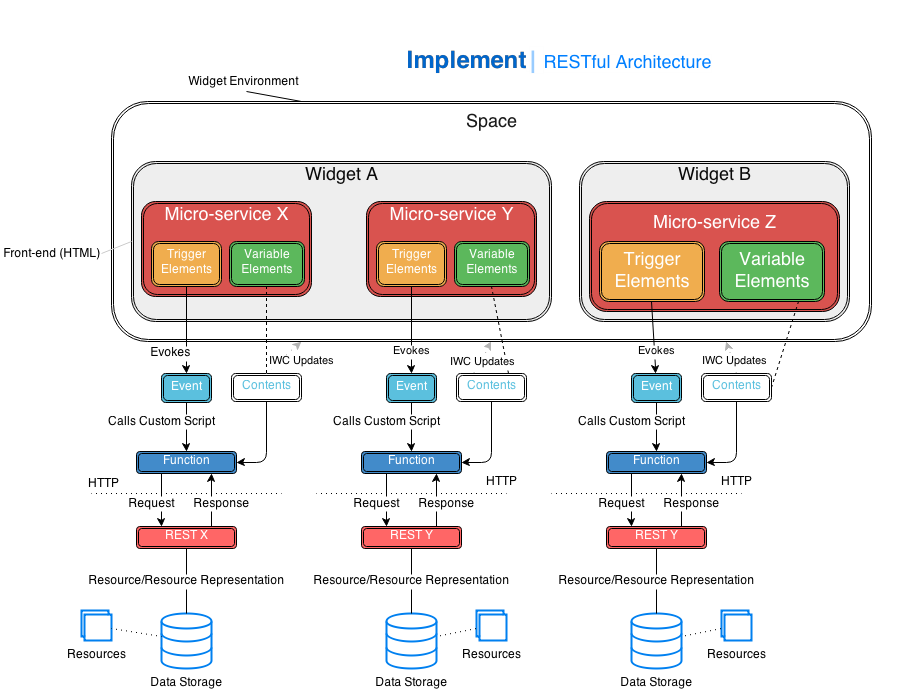 Implement | RESTful Architecture
Widget Environment
Space
Widget A
Widget B
Micro-service X
Micro-service Y
Micro-service Z
Trigger
Elements
Variable
Elements
Trigger
Elements
Variable
Elements
Trigger
Elements
Variable
Elements
Front-end (HTML)
Evokes
IWC Updates
Evokes
IWC Updates
Evokes
IWC Updates
Event
Contents
Event
Contents
Event
Contents
Calls Custom Script
Calls Custom Script
Calls Custom Script
Function
Function
Function
HTTP
HTTP
HTTP
Request
Response
Request
Response
Request
Response
REST X
REST Y
REST Y
Resource/Resource Representation
Resource/Resource Representation
Resource/Resource Representation
Resources
Resources
Resources
Data Storage
Data Storage
Data Storage